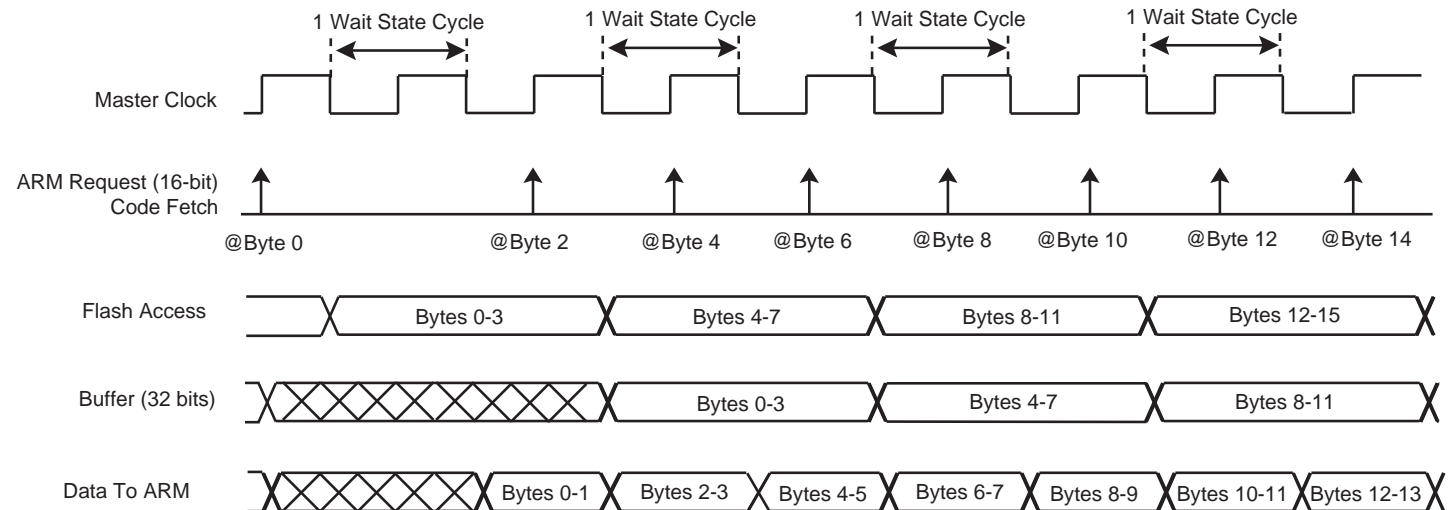 1 Wait State Cycle 1 Wait State Cycle 1 Wait State Cycle 1 Wait State Cycle
Master Clock
ARM Request (16-bit)
Code Fetch
@Byte 0 @Byte 2 @Byte 4 @Byte 6 @Byte 8 @Byte 10 @Byte 12 @Byte 14
Flash Access Bytes 0-3 Bytes 4-7 Bytes 8-11 Bytes 12-15
Buffer (32 bits) Bytes 0-3 Bytes 4-7 Bytes 8-11
Data To ARM Bytes 0-1 Bytes 2-3 Bytes 4-5 Bytes 6-7 Bytes 8-9 Bytes 10-11 Bytes 12-13